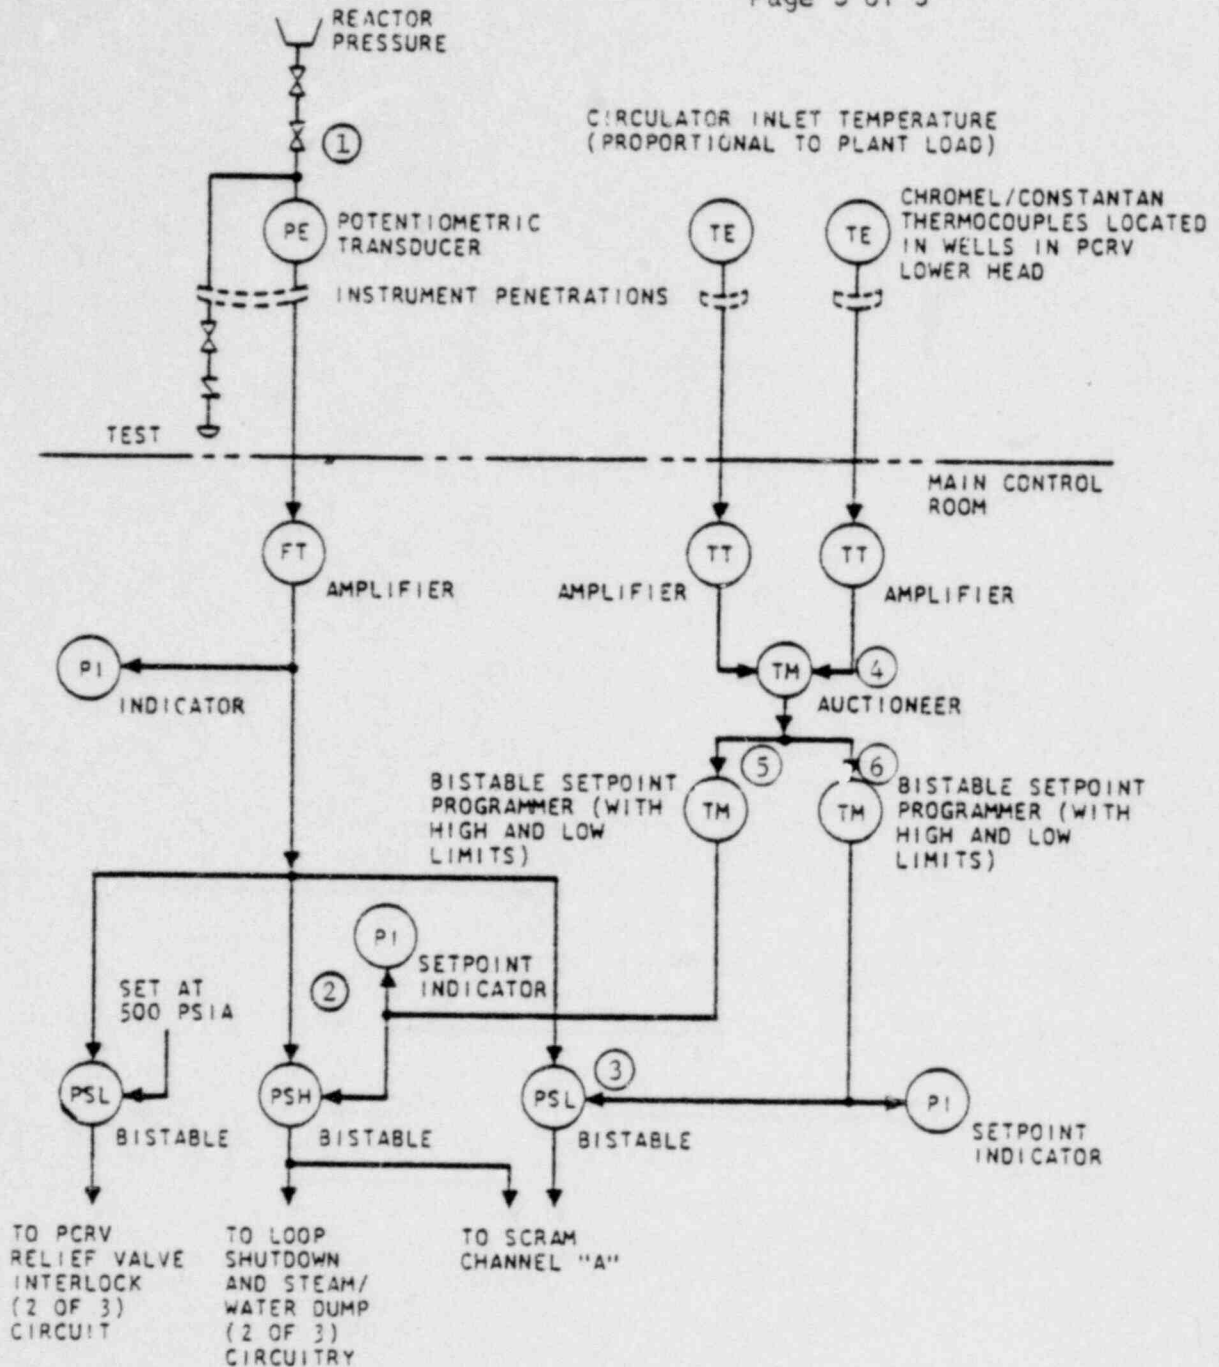 Page 5 of 5
REACTOR
PRESSURE
1
CIRCULATOR INLET TEMPERATURE
(PROPORTIONAL TO PLANT LOAD)
PE
POTENTIOMETRIC
TRANSDUCER
TE
TE
CHROMEL/CONSTANTAN
THERMOCOUPLES LOCATED
IN WELLS IN PCRV
LOWER HEAD
INSTRUMENT PENETRATIONS
TEST
MAIN CONTROL
ROOM
FT
AMPLIFIER
TT
AMPLIFIER
TT
AMPLIFIER
PI
INDICATOR
TM
4
AUCTIONEER
5
6
BISTABLE SETPOINT
PROGRAMMER (WITH
HIGH AND LOW
LIMITS)
TM
TM
BISTABLE SETPOINT
PROGRAMMER (WITH
HIGH AND LOW
LIMITS)
PI
SETPOINT
INDICATOR
2
SET AT
500 PSIA
PSL
BISTABLE
PSH
BISTABLE
PSL
3
BISTABLE
PI
SETPOINT
INDICATOR
TO PCRV
RELIEF VALVE
INTERLOCK
(2 OF 3)
CIRCUIT
TO LOOP
SHUTDOWN
AND STEAM/
WATER DUMP
(2 OF 3)
CIRCUITRY
TO SCRAM
CHANNEL "A"